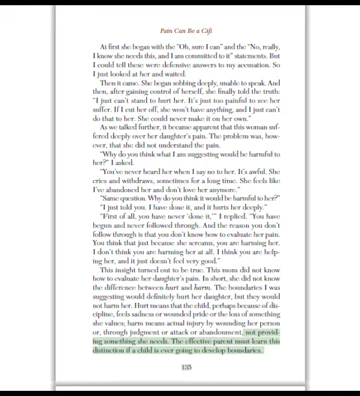 Pain Can Be a Gift
At first she began with the "Oh, sure I can" and the "No, really,
I know she needs this, and I am committed to it" statements. But
I could tell these were defensive answers to my accusation. So
I just looked at her and waited.
Then it came. She began sobbing deeply, unable to speak. And
then, after gaining control of herself, she finally told the truth:
"I just can't stand to hurt her. It's just too painful to see her
suffer. If I cut her off, she won't have anything, and I just can't
do that to her. She could never make it on her own."
As we talked further, it became apparent that this woman suf-
fered deeply over her daughter's pain. The problem was, how-
ever, that she did not understand the pain.
"Why do you think what I am suggesting would be harmful to
her?" I asked.
"You've never heard her when I say no to her. It's awful. She
cries and withdraws, sometimes for a long time. She feels like
I've abandoned her and don't love her anymore."
"Same question. Why do you think it would be harmful to her?"
"I just told you. I have done it, and it hurts her deeply."
"First of all, you have never 'done it,'" I replied. "You have
begun and never followed through. And the reason you don't
follow through is that you don't know how to evaluate her pain.
You think that just because she screams, you are harming her.
I don't think you are harming her at all. I think you are help-
ing her, and it just doesn't feel very good."
This insight turned out to be true. This mom did not know
how to evaluate her daughter's pain. In short, she did not know
the difference between hurt and harm. The boundaries I was
suggesting would definitely hurt her daughter, but they would
not harm her. Hurt means that the child, perhaps because of dis-
cipline, feels sadness or wounded pride or the loss of something
she values; harm means actual injury by wounding her person
or, through judgment or attack or abandonment, not provid-
ing something she needs. The effective parent must learn this
distinction if a child is ever going to develop boundaries.
135